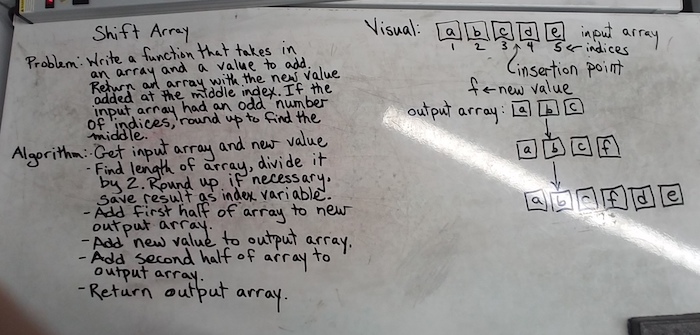 Shift Array
Problem: Write a function that takes in
an array and a value to add.
Return an array with the new value
added at the middle index. If the
input array had an odd number
of indices, round up to find the
middle.
Algorithm: - Get input array and new value
- Find length of array, divide it
by 2. Round up if necessary.
Save result as index variable.
- Add first half of array to new
output array.
- Add new value to output array.
- Add second half of array to
output array.
- Return output array.
Visual: a b c d e input array
1 2 3 4 5 ← indices
insertion point
f ← new value
output array: a b c
a b c f
a b c f d e